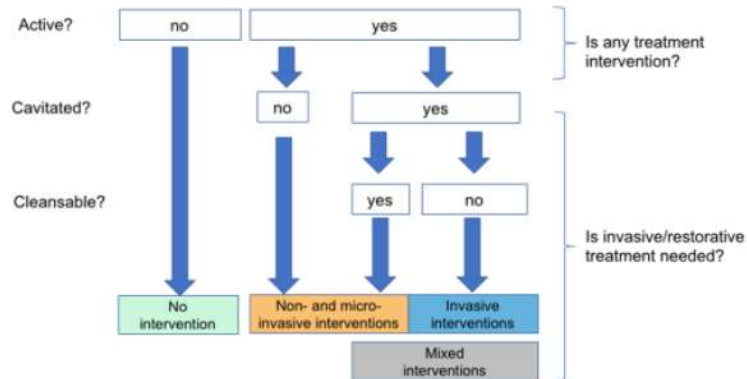 Active?
no
yes
Is any treatment
intervention?
Cavitated?
no
yes
Cleansable?
yes
no
Is invasive/restorative
treatment needed?
No
intervention
Non- and micro-
invasive interventions
Invasive
interventions
Mixed
interventions